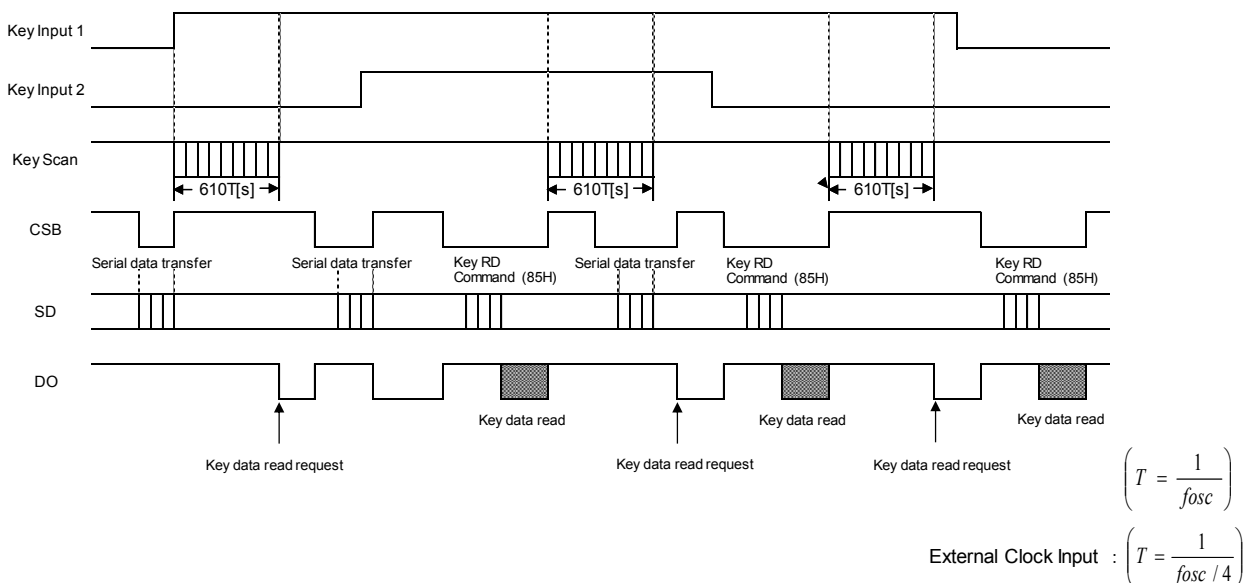 Key Input 1
Key Input 2
Key Scan
610T[s] 610T[s] 610T[s]
CSB
Serial data transfer Serial data transfer Key RD Command (85H) Serial data transfer Key RD Command (85H) Key RD Command (85H)
SD
DO
Key data read Key data read Key data read
Key data read request Key data read request Key data read request
(T = 1 / fosc)
External Clock Input : (T = 1 / fosc / 4)